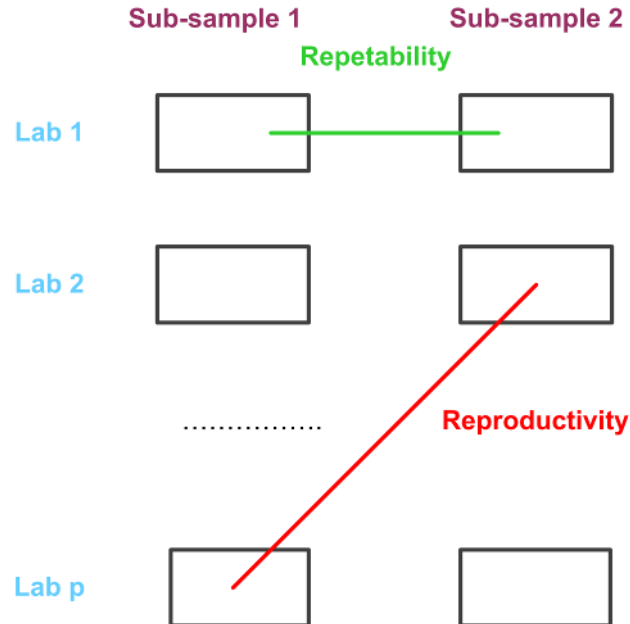 Sub-sample 1 Sub-sample 2
Repetability
Lab 1
Lab 2
................
Reproductivity
Lab p